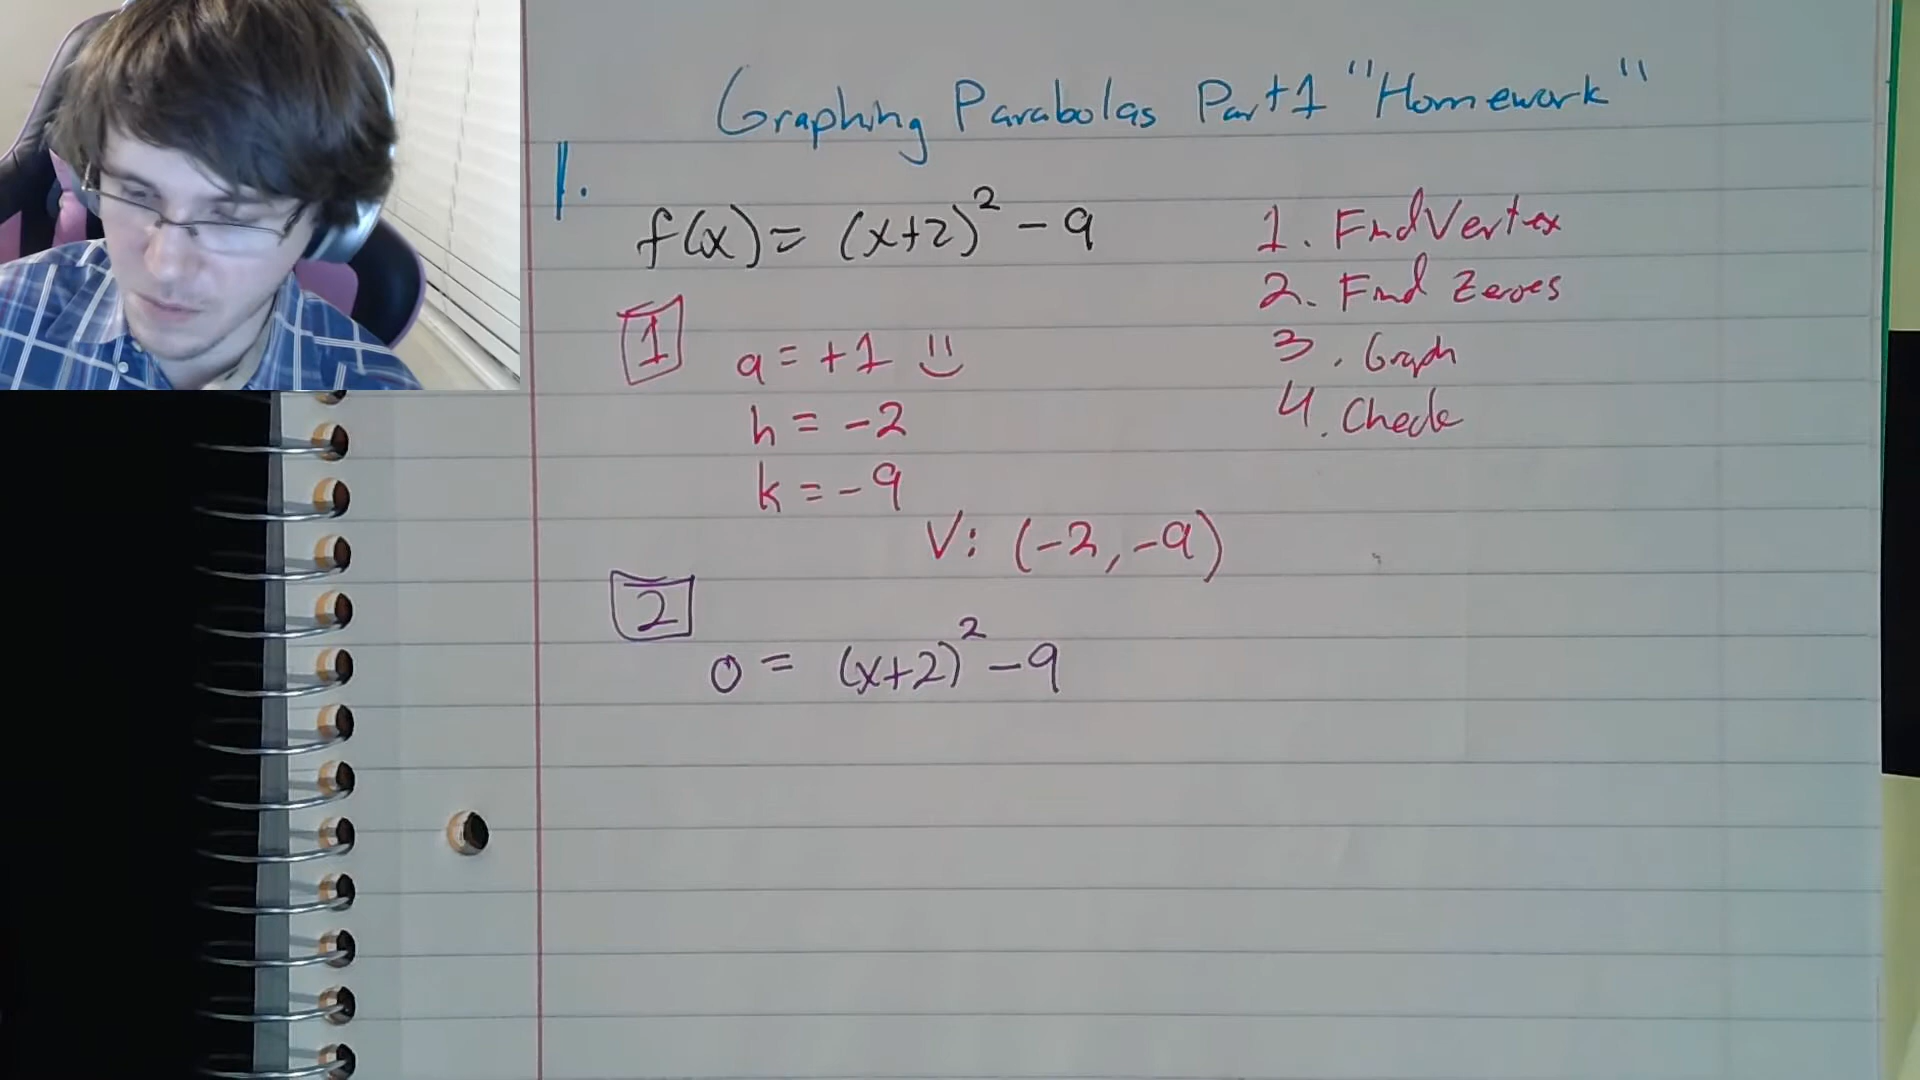 Graphing Parabolas Part 1 "Homework"
1.
f(x) = (x+2)² - 9
1. Find Vertex
2. Find Zeroes
3. Graph
4. Check
1
a = +1
h = -2
k = -9
V: (-2, -9)
2
0 = (x+2)² - 9